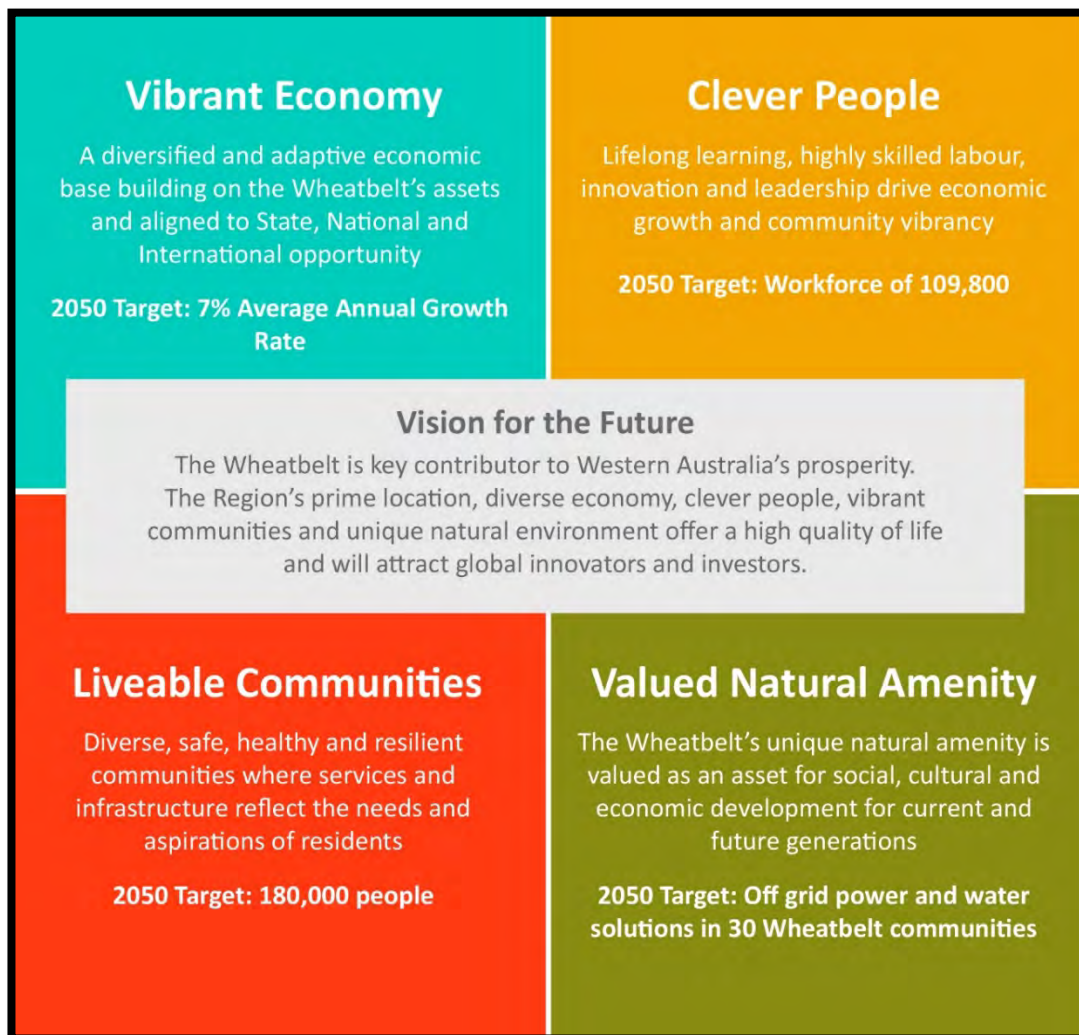 Vibrant Economy
A diversified and adaptive economic
base building on the Wheatbelt's assets
and aligned to State, National and
International opportunity
2050 Target: 7% Average Annual Growth
Rate
Clever People
Lifelong learning, highly skilled labour,
innovation and leadership drive economic
growth and community vibrancy
2050 Target: Workforce of 109,800
Vision for the Future
The Wheatbelt is key contributor to Western Australia's prosperity.
The Region's prime location, diverse economy, clever people, vibrant
communities and unique natural environment offer a high quality of life
and will attract global innovators and investors.
Liveable Communities
Diverse, safe, healthy and resilient
communities where services and
infrastructure reflect the needs and
aspirations of residents
2050 Target: 180,000 people
Valued Natural Amenity
The Wheatbelt's unique natural amenity is
valued as an asset for social, cultural and
economic development for current and
future generations
2050 Target: Off grid power and water
solutions in 30 Wheatbelt communities